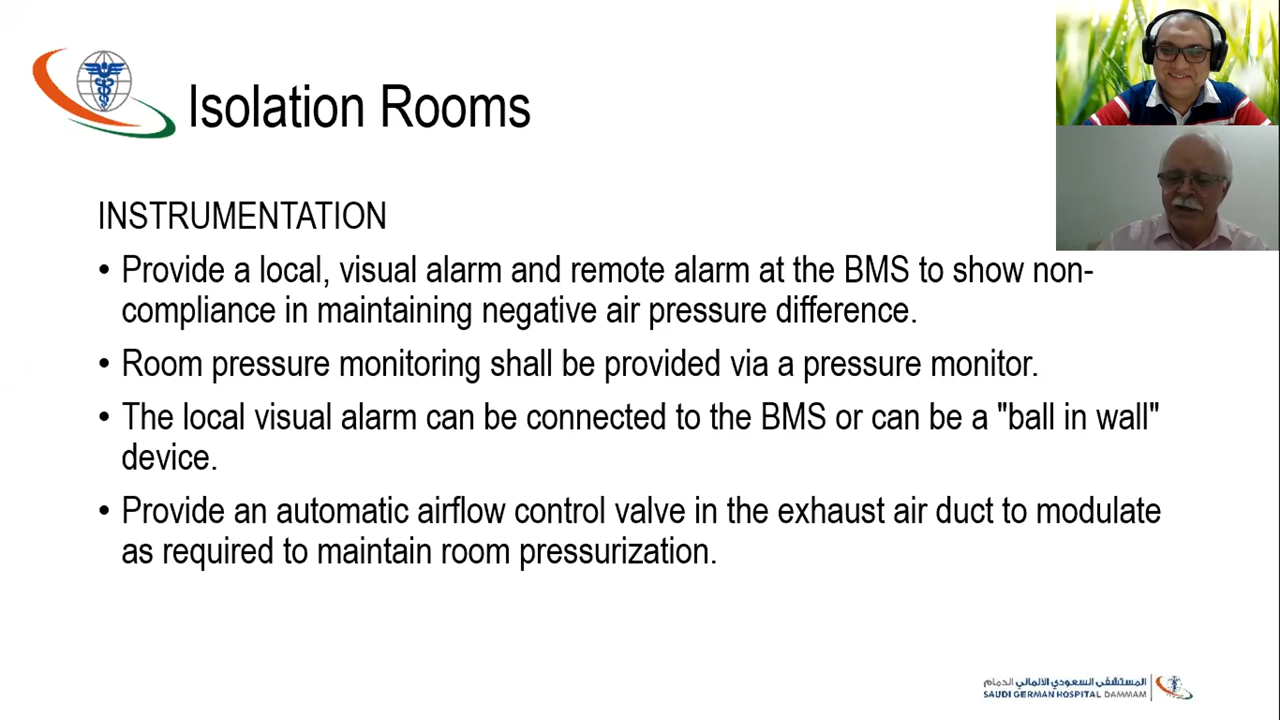 Isolation Rooms
INSTRUMENTATION
• Provide a local, visual alarm and remote alarm at the BMS to show non-
compliance in maintaining negative air pressure difference.
• Room pressure monitoring shall be provided via a pressure monitor.
• The local visual alarm can be connected to the BMS or can be a "ball in wall"
device.
• Provide an automatic airflow control valve in the exhaust air duct to modulate
as required to maintain room pressurization.
المستشفى السعودي الألماني الدمام
SAUDI GERMAN HOSPITAL DAMMAM